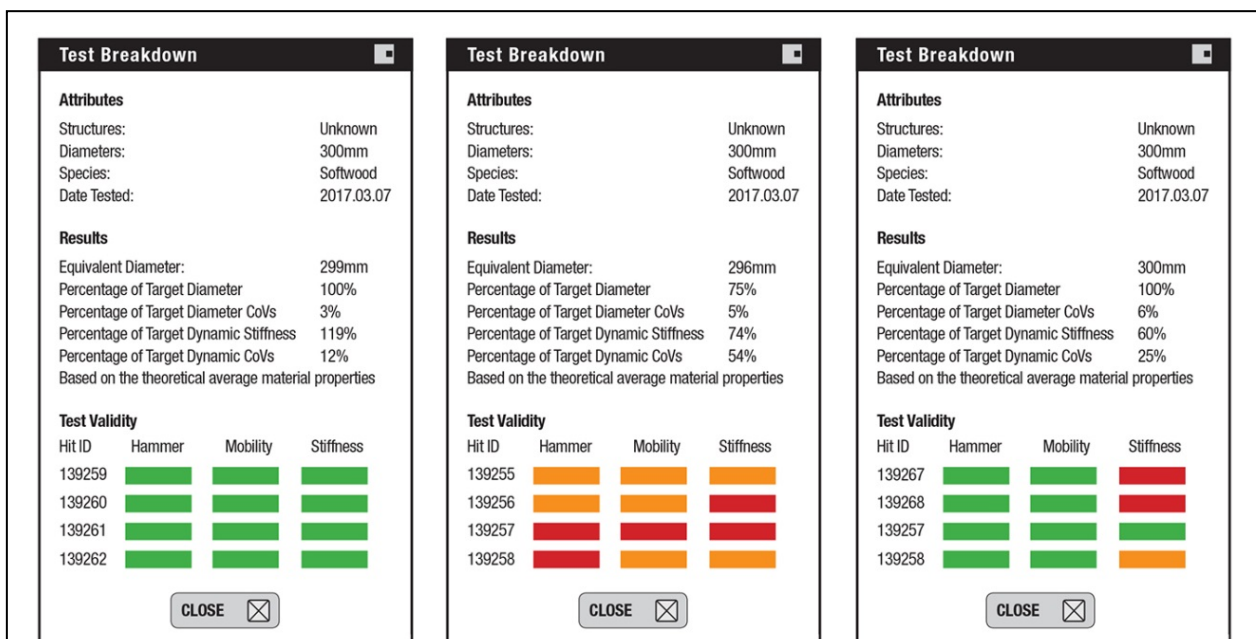 Test Breakdown
Attributes
Structures: Unknown
Diameters: 300mm
Species: Softwood
Date Tested: 2017.03.07
Results
Equivalent Diameter: 299mm
Percentage of Target Diameter 100%
Percentage of Target Diameter CoVs 3%
Percentage of Target Dynamic Stiffness 119%
Percentage of Target Dynamic CoVs 12%
Based on the theoretical average material properties
Test Validity
Hit ID Hammer Mobility Stiffness
139259
139260
139261
139262
CLOSE
Test Breakdown
Attributes
Structures: Unknown
Diameters: 300mm
Species: Softwood
Date Tested: 2017.03.07
Results
Equivalent Diameter: 296mm
Percentage of Target Diameter 75%
Percentage of Target Diameter CoVs 5%
Percentage of Target Dynamic Stiffness 74%
Percentage of Target Dynamic CoVs 54%
Based on the theoretical average material properties
Test Validity
Hit ID Hammer Mobility Stiffness
139255
139256
139257
139258
CLOSE
Test Breakdown
Attributes
Structures: Unknown
Diameters: 300mm
Species: Softwood
Date Tested: 2017.03.07
Results
Equivalent Diameter: 300mm
Percentage of Target Diameter 100%
Percentage of Target Diameter CoVs 6%
Percentage of Target Dynamic Stiffness 60%
Percentage of Target Dynamic CoVs 25%
Based on the theoretical average material properties
Test Validity
Hit ID Hammer Mobility Stiffness
139267
139268
139257
139258
CLOSE